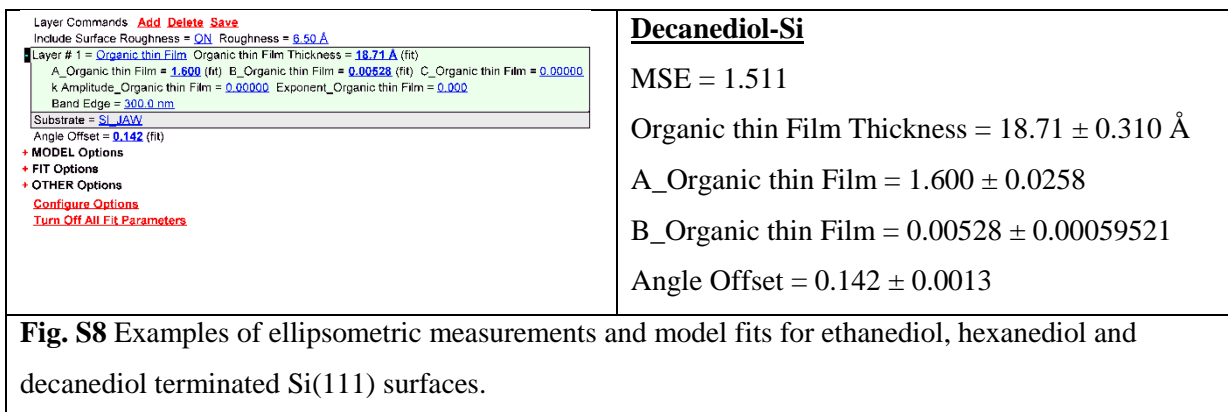 Layer Commands Add Delete Save
Include Surface Roughness = ON Roughness = 6.50 Å
- Layer # 1 = Organic thin Film Organic thin Film Thickness = 18.71 Å (fit)
A_Organic thin Film = 1.600 (fit) B_Organic thin Film = 0.00528 (fit) C_Organic thin Film = 0.00000
k Amplitude_Organic thin Film = 0.00000 Exponent_Organic thin Film = 0.000
Band Edge = 300.0 nm
Substrate = SI_JAW
Angle Offset = 0.142 (fit)
+ MODEL Options
+ FIT Options
+ OTHER Options
Configure Options
Turn Off All Fit Parameters
Decanediol-Si
MSE = 1.511
Organic thin Film Thickness = 18.71 ± 0.310 Å
A_Organic thin Film = 1.600 ± 0.0258
B_Organic thin Film = 0.00528 ± 0.00059521
Angle Offset = 0.142 ± 0.0013
Fig. S8 Examples of ellipsometric measurements and model fits for ethanediol, hexanediol and
decanediol terminated Si(111) surfaces.